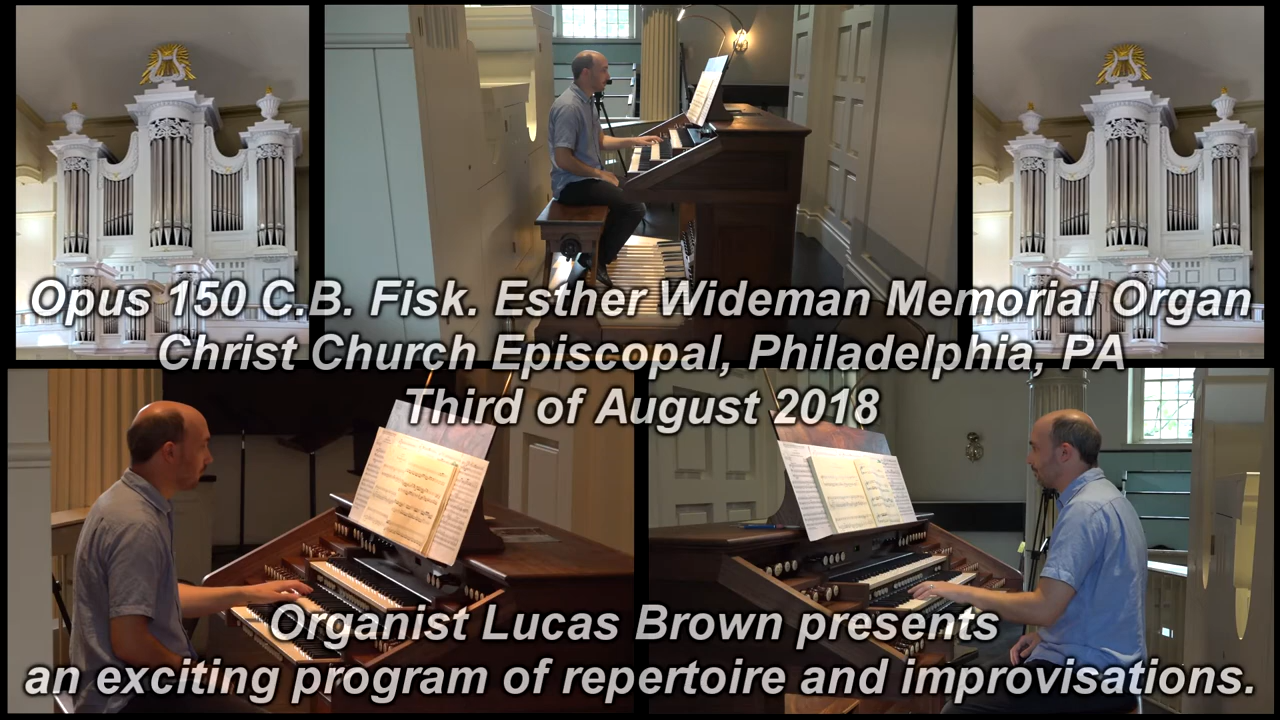 Opus 150 C.B. Fisk. Esther Wideman Memorial Organ
Christ Church Episcopal, Philadelphia, PA
Third of August 2018
Organist Lucas Brown presents
an exciting program of repertoire and improvisations.